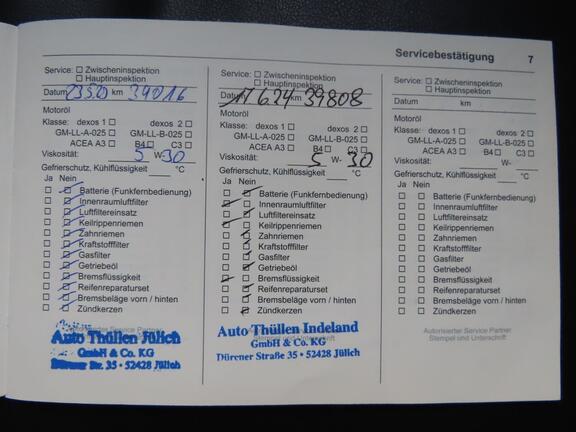 Servicebestätigung 7
Service: ☐ Zwischeninspektion
☐ Hauptinspektion
Datum 23.5.23 km 34016
Motoröl
Klasse: dexos 1 ☐ dexos 2 ☐
GM-LL-A-025 ☐ GM-LL-B-025 ☐
ACEA A3 ☐ B4 ☐ C3 ☐
Viskosität: 5 W-30
Gefrierschutz, Kühlflüssigkeit °C
Ja Nein
☐ ☐ Batterie (Funkfernbedienung)
☐ ☐ Innenraumluftfilter
☐ ☐ Luftfiltereinsatz
☐ ☐ Keilrippenriemen
☐ ☐ Zahnriemen
☐ ☐ Kraftstofffilter
☐ ☐ Gasfilter
☐ ☐ Getriebeöl
☐ ☐ Bremsflüssigkeit
☐ ☐ Reifenreparaturset
☐ ☐ Bremsbeläge vorn / hinten
☐ ☐ Zündkerzen
Autorisierter Service Partner
Auto Thüllen Jülich
GmbH & Co. KG
Dürener Str. 35 • 52428 Jülich
Service: ☐ Zwischeninspektion
☐ Hauptinspektion
Datum 17.6.24 km 39808
Motoröl
Klasse: dexos 1 ☐ dexos 2 ☐
GM-LL-A-025 ☐ GM-LL-B-025 ☐
ACEA A3 ☐ B4 ☐ C3 ☐
Viskosität: 5 W-30
Gefrierschutz, Kühlflüssigkeit °C
Ja Nein
☐ ☐ Batterie (Funkfernbedienung)
☐ ☐ Innenraumluftfilter
☐ ☐ Luftfiltereinsatz
☐ ☐ Keilrippenriemen
☐ ☐ Zahnriemen
☐ ☐ Kraftstofffilter
☐ ☐ Gasfilter
☐ ☐ Getriebeöl
☐ ☐ Bremsflüssigkeit
☐ ☐ Reifenreparaturset
☐ ☐ Bremsbeläge vorn / hinten
☐ ☐ Zündkerzen
Auto Thüllen Indeland
GmbH & Co. KG
Dürener Straße 35 • 52428 Jülich
Service: ☐ Zwischeninspektion
☐ Hauptinspektion
Datum km
Motoröl
Klasse: dexos 1 ☐ dexos 2 ☐
GM-LL-A-025 ☐ GM-LL-B-025 ☐
ACEA A3 ☐ B4 ☐ C3 ☐
Viskosität: W-
Gefrierschutz, Kühlflüssigkeit °C
Ja Nein
☐ ☐ Batterie (Funkfernbedienung)
☐ ☐ Innenraumluftfilter
☐ ☐ Luftfiltereinsatz
☐ ☐ Keilrippenriemen
☐ ☐ Zahnriemen
☐ ☐ Kraftstofffilter
☐ ☐ Gasfilter
☐ ☐ Getriebeöl
☐ ☐ Bremsflüssigkeit
☐ ☐ Reifenreparaturset
☐ ☐ Bremsbeläge vorn / hinten
☐ ☐ Zündkerzen
Autorisierter Service Partner
Stempel und Unterschrift